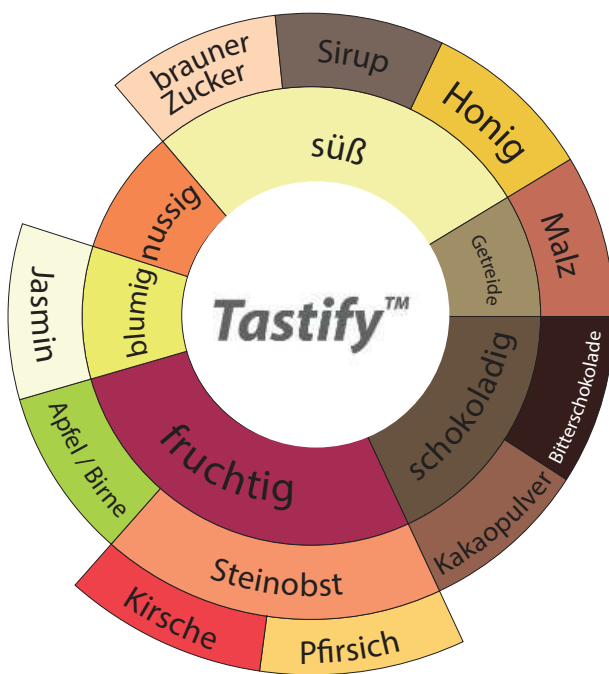 brauner
Zucker
Sirup
Honig
süß
nussig
Malz
Getreide
Jasmin
blumig
Tastify™
schokoladig
Bitterschokolade
Apfel / Birne
fruchtig
Kakaopulver
Steinobst
Kirsche
Pfirsich